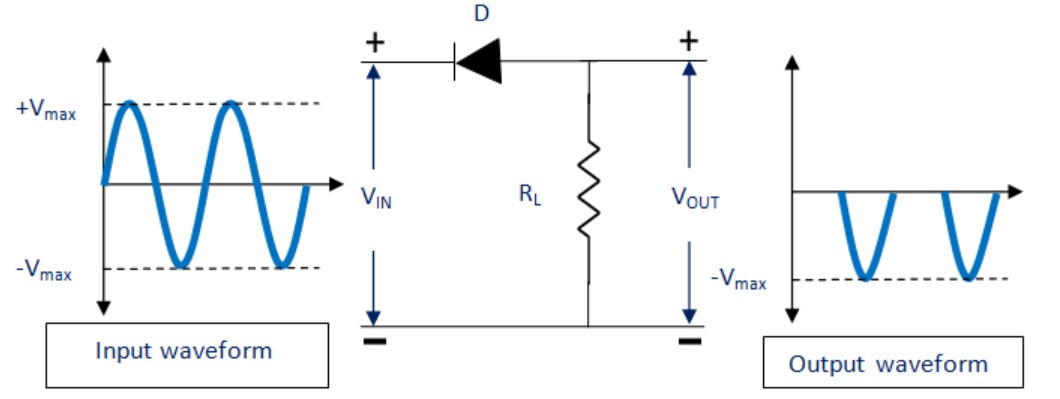 D
+
+
+Vmax
VIN
RL
VOUT
-Vmax
-Vmax
−
−
Input waveform
Output waveform